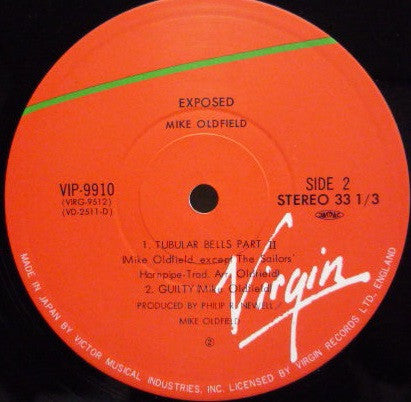 EXPOSED
MIKE OLDFIELD
VIP-9910
(VIRG-9512)
(VD-2511-D)
SIDE 2
STEREO 33 1/3
1. TUBULAR BELLS PART II
(Mike Oldfield except The Sailors'
Hornpipe-Trad. Arr. Oldfield)
2. GUILTY (Mike Oldfield)
PRODUCED BY PHILIP NEWELL,
MIKE OLDFIELD
②
Virgin
MADE IN JAPAN BY VICTOR MUSICAL INDUSTRIES, INC. LICENSED BY VIRGIN RECORDS LTD. ENGLAND